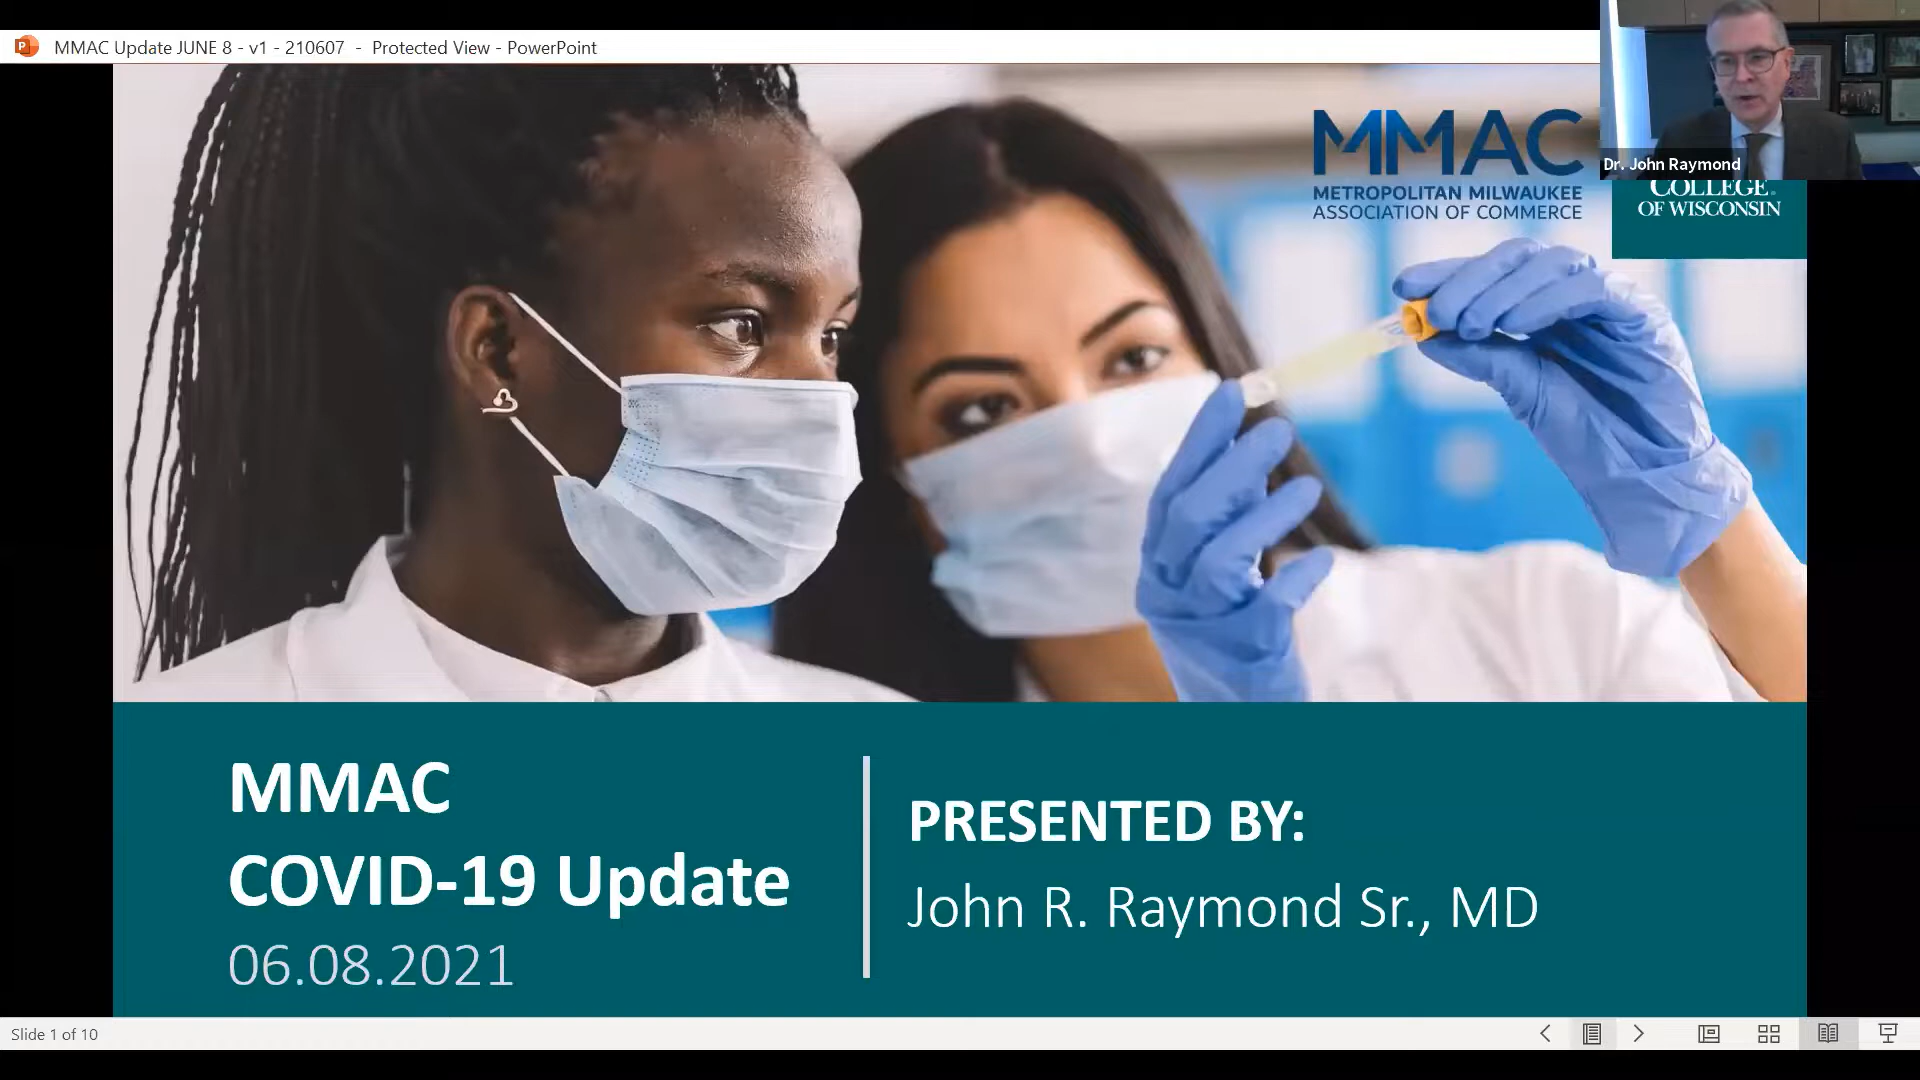 MMAC Update JUNE 8 - v1 - 210607 - Protected View - PowerPoint
Dr. John Raymond
MMAC
METROPOLITAN MILWAUKEE
ASSOCIATION OF COMMERCE
COLLEGE
OF WISCONSIN
MMAC
COVID-19 Update
06.08.2021
PRESENTED BY:
John R. Raymond Sr., MD
Slide 1 of 10